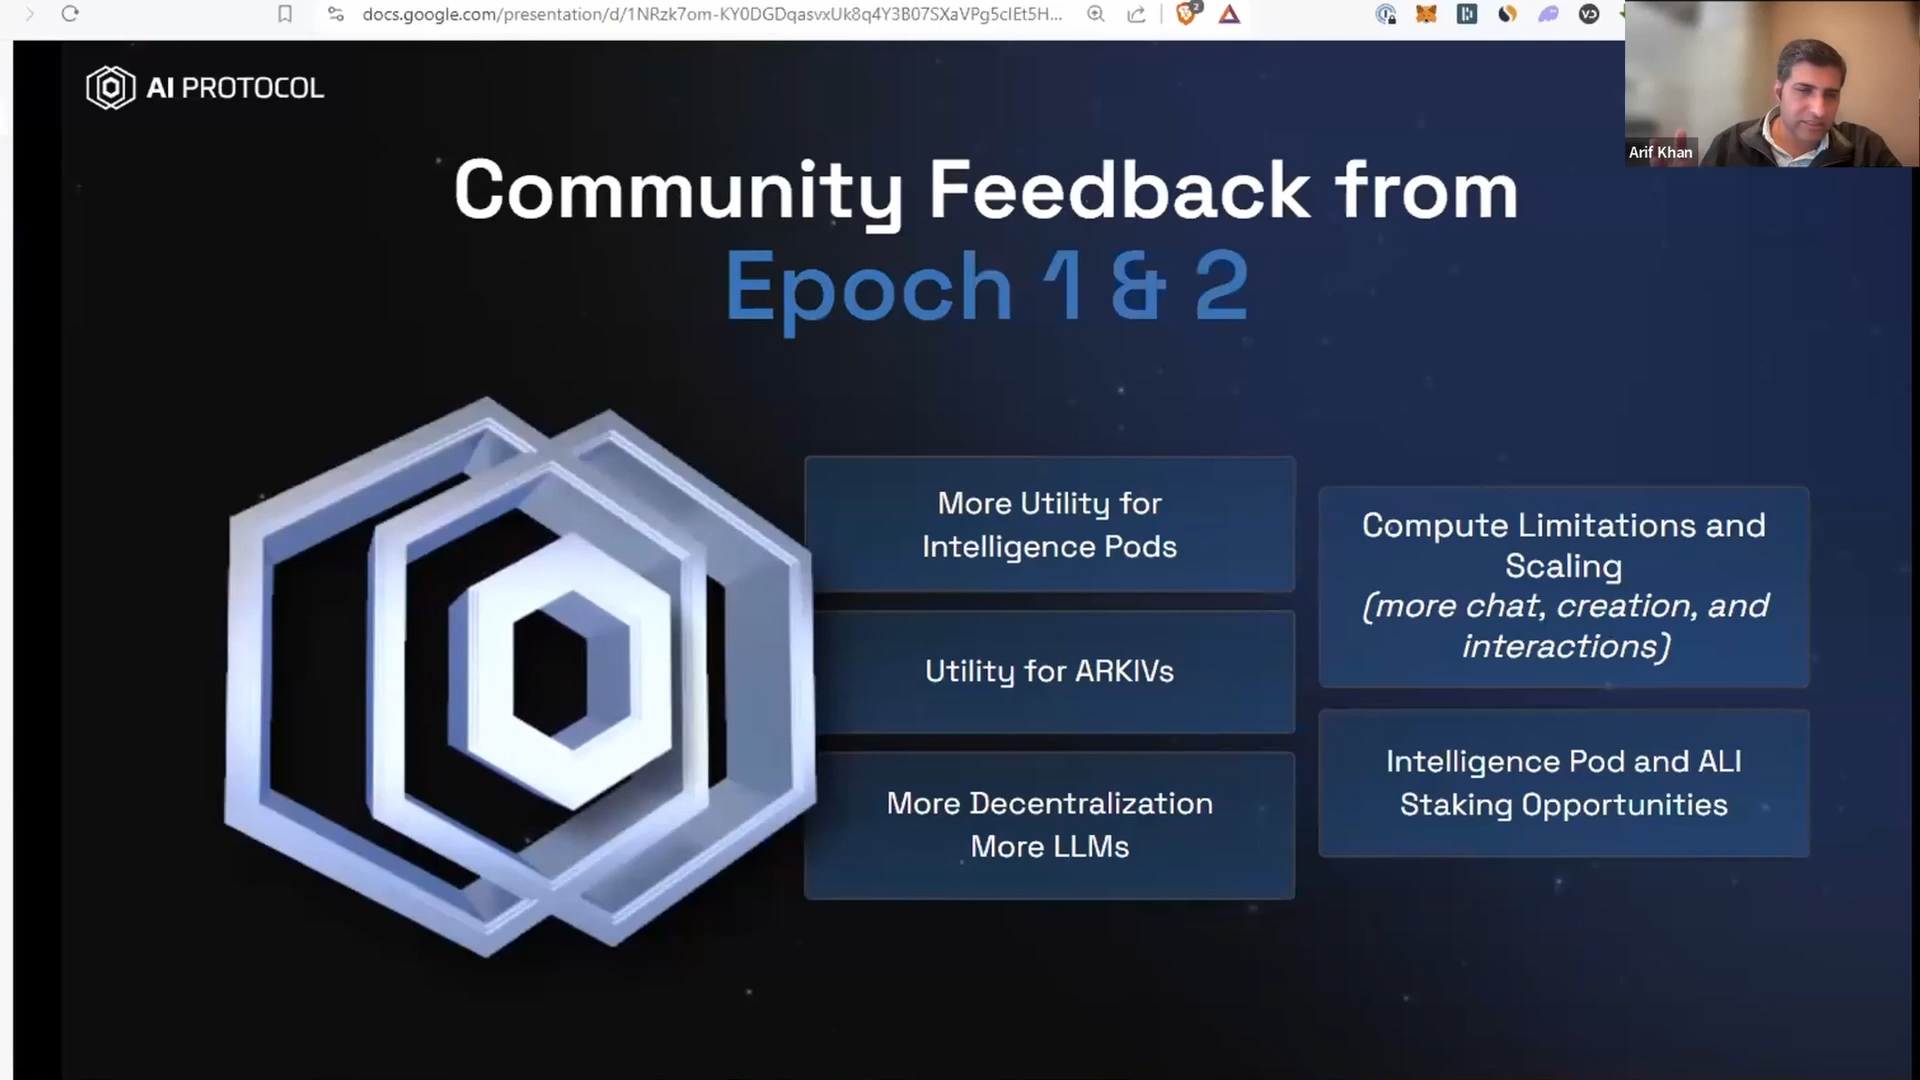 docs.google.com/presentation/d/1NRzk7om-KY0DGDqasvxUk8q4Y3B07SXaVPg5cIEt5H...
2
AI PROTOCOL
Arif Khan
Community Feedback from
Epoch 1 & 2
More Utility for
Intelligence Pods
Utility for ARKIVs
More Decentralization
More LLMs
Compute Limitations and
Scaling
(more chat, creation, and
interactions)
Intelligence Pod and ALI
Staking Opportunities